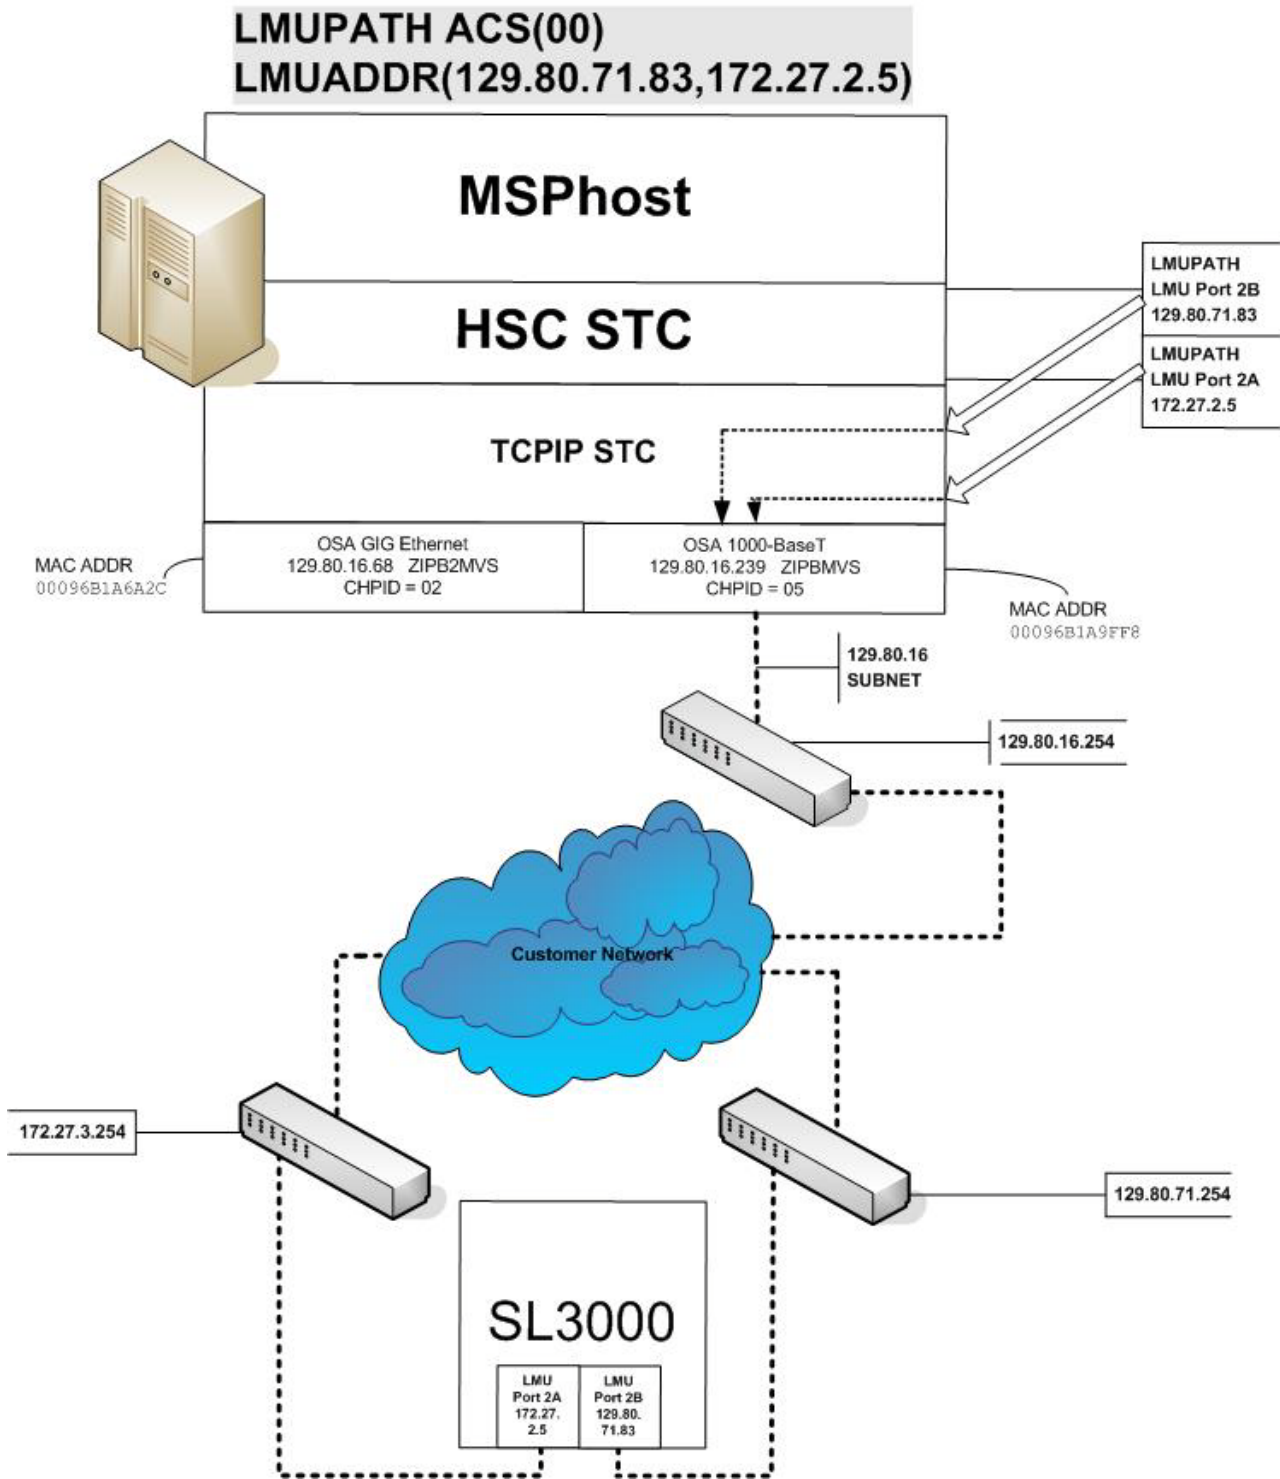 LMUPATH ACS(00)
LMUADDR(129.80.71.83,172.27.2.5)
MSPhost
LMUPATH
LMU Port 2B
129.80.71.83
HSC STC
LMUPATH
LMU Port 2A
172.27.2.5
TCPIP STC
OSA GIG Ethernet
129.80.16.68 ZIPB2MVS
CHPID = 02
OSA 1000-BaseT
129.80.16.239 ZIPBMVS
CHPID = 05
MAC ADDR
00096B1A6A2C
MAC ADDR
00096B1A9FF8
129.80.16
SUBNET
129.80.16.254
Customer Network
172.27.3.254
129.80.71.254
SL3000
LMU
Port 2A
172.27.
2.5
LMU
Port 2B
129.80.
71.83